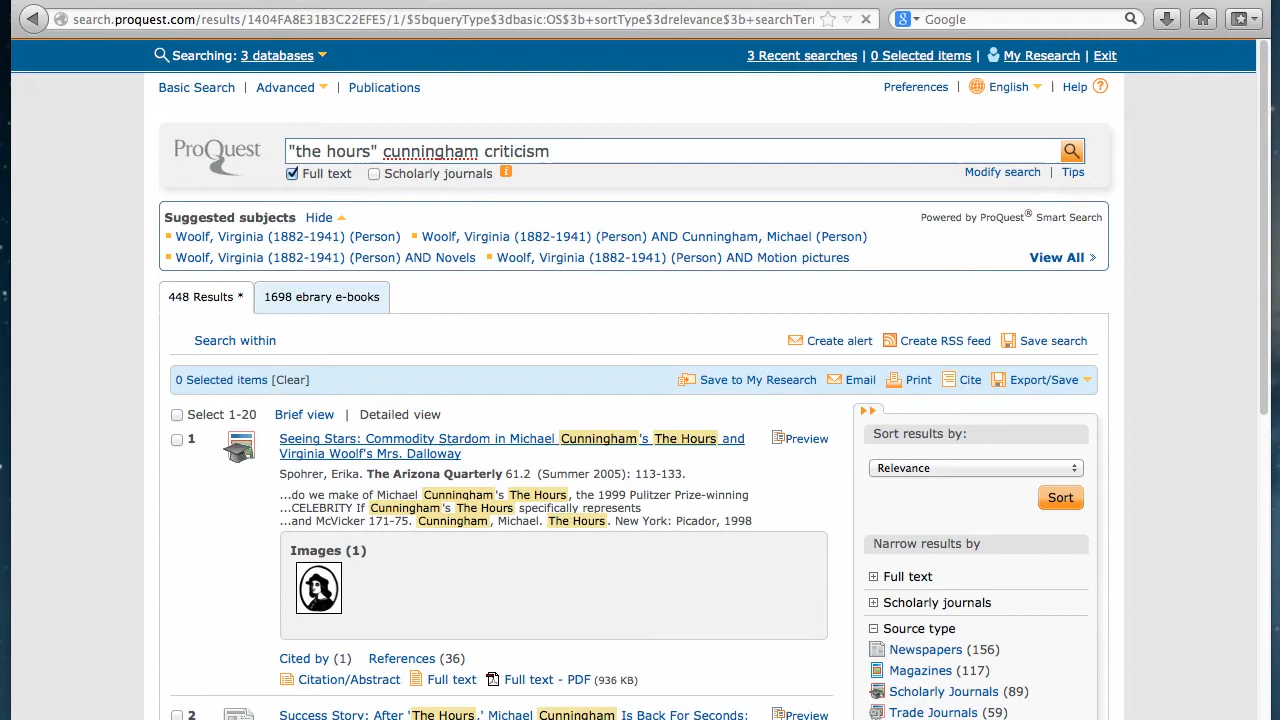 search.proquest.com/results/1404FA8E31B3C22EFE5/1/$5bqueryType$3dbasic:OS$3b+sortType$3drelevance$3b+searchTerr
Google
Searching: 3 databases
3 Recent searches | 0 Selected items | My Research | Exit
Basic Search | Advanced | Publications
Preferences | English | Help ?
ProQuest
"the hours" cunningham criticism
Full text Scholarly journals i
Modify search | Tips
Suggested subjects Hide
Powered by ProQuest® Smart Search
Woolf, Virginia (1882-1941) (Person) Woolf, Virginia (1882-1941) (Person) AND Cunningham, Michael (Person)
Woolf, Virginia (1882-1941) (Person) AND Novels Woolf, Virginia (1882-1941) (Person) AND Motion pictures
View All »
448 Results * 1698 ebrary e-books
Search within
Create alert Create RSS feed Save search
0 Selected items [Clear]
Save to My Research Email Print Cite Export/Save
Select 1-20 Brief view | Detailed view
1
Seeing Stars: Commodity Stardom in Michael Cunningham's The Hours and
Virginia Woolf's Mrs. Dalloway
Preview
Spohrer, Erika. The Arizona Quarterly 61.2 (Summer 2005): 113-133.
...do we make of Michael Cunningham's The Hours, the 1999 Pulitzer Prize-winning
...CELEBRITY If Cunningham's The Hours specifically represents
...and McVicker 171-75. Cunningham, Michael. The Hours. New York: Picador, 1998
Images (1)
Cited by (1) References (36)
Citation/Abstract Full text Full text - PDF (936 KB)
2
Success Story: After 'The Hours,' Michael Cunningham Is Back For Seconds:
Preview
Sort results by:
Relevance
Sort
Narrow results by
Full text
Scholarly journals
Source type
Newspapers (156)
Magazines (117)
Scholarly Journals (89)
Trade Journals (59)